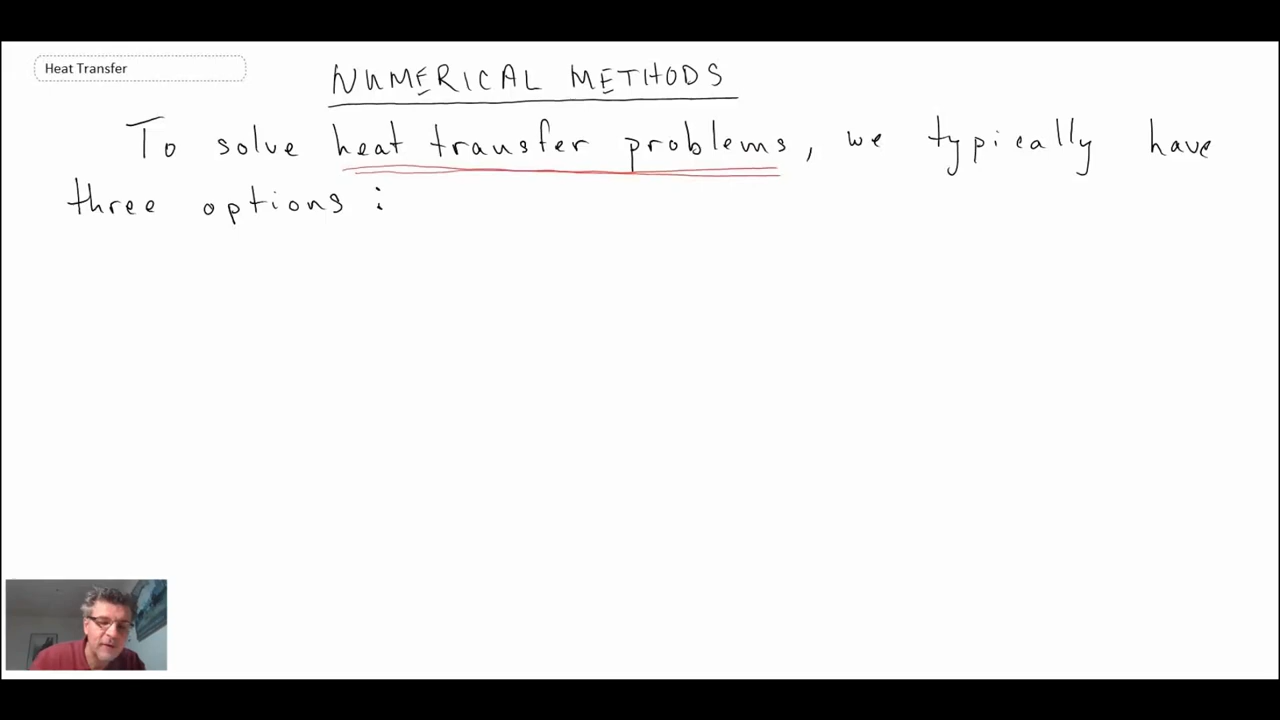 Heat Transfer
NUMERICAL METHODS
To solve heat transfer problems, we typically have
three options :